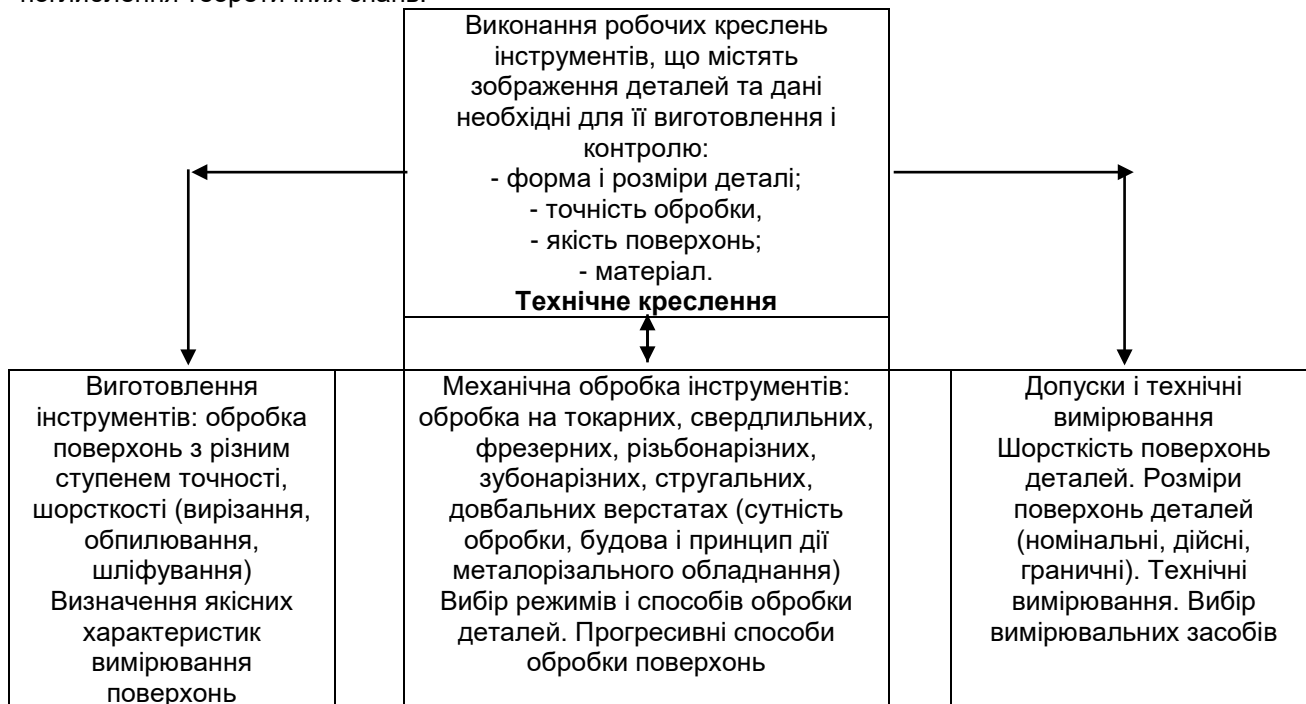 Виконання робочих креслень
інструментів, що містять
зображення деталей та дані
необхідні для її виготовлення і
контролю:
- форма і розміри деталі;
- точність обробки,
- якість поверхонь;
- матеріал.
Технічне креслення
Виготовлення
інструментів: обробка
поверхонь з різним
ступенем точності,
шорсткості (вирізання,
обпилювання,
шліфування)
Визначення якісних
характеристик
вимірювання
поверхонь
Механічна обробка інструментів:
обробка на токарних, свердлильних,
фрезерних, різьбонарізних,
зубонарізних, стругальних,
довбальних верстатах (сутність
обробки, будова і принцип дії
металорізального обладнання)
Вибір режимів і способів обробки
деталей. Прогресивні способи
обробки поверхонь
Допуски і технічні
вимірювання
Шорсткість поверхонь
деталей. Розміри
поверхонь деталей
(номінальні, дійсні,
граничні). Технічні
вимірювання. Вибір
вимірювальних засобів